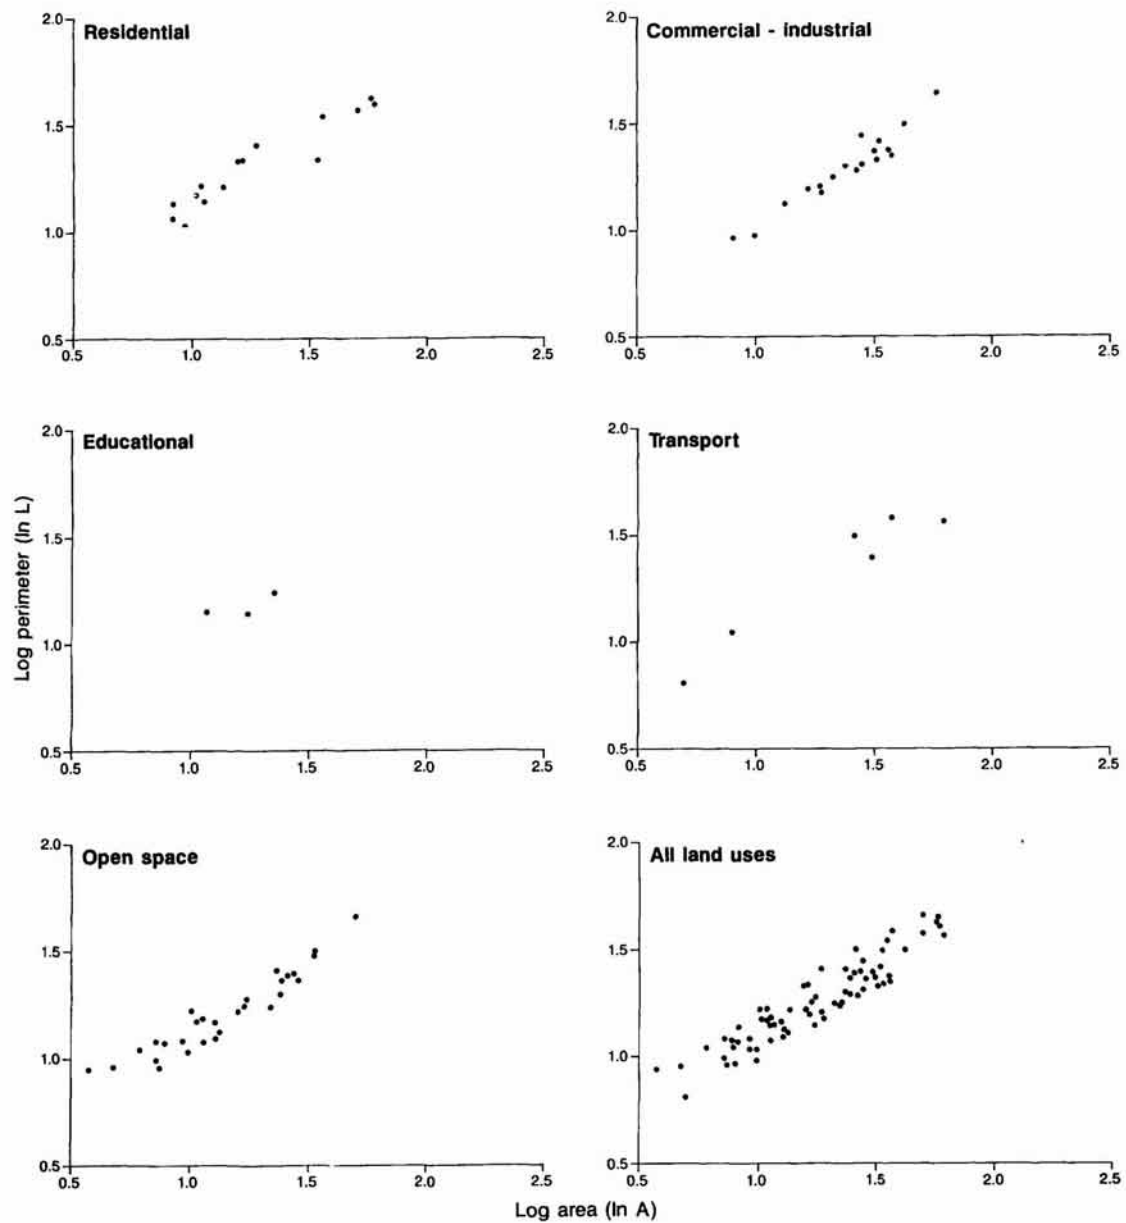 Residential
2.0
1.5
1.0
0.5
0.5 1.0 1.5 2.0 2.5
Commercial - industrial
2.0
1.5
1.0
0.5
0.5 1.0 1.5 2.0 2.5
Educational
2.0
1.5
1.0
0.5
0.5 1.0 1.5 2.0 2.5
Transport
2.0
1.5
1.0
0.5
0.5 1.0 1.5 2.0 2.5
Log perimeter (ln L)
Open space
2.0
1.5
1.0
0.5
0.5 1.0 1.5 2.0 2.5
All land uses
2.0
1.5
1.0
0.5
0.5 1.0 1.5 2.0 2.5
Log area (ln A)